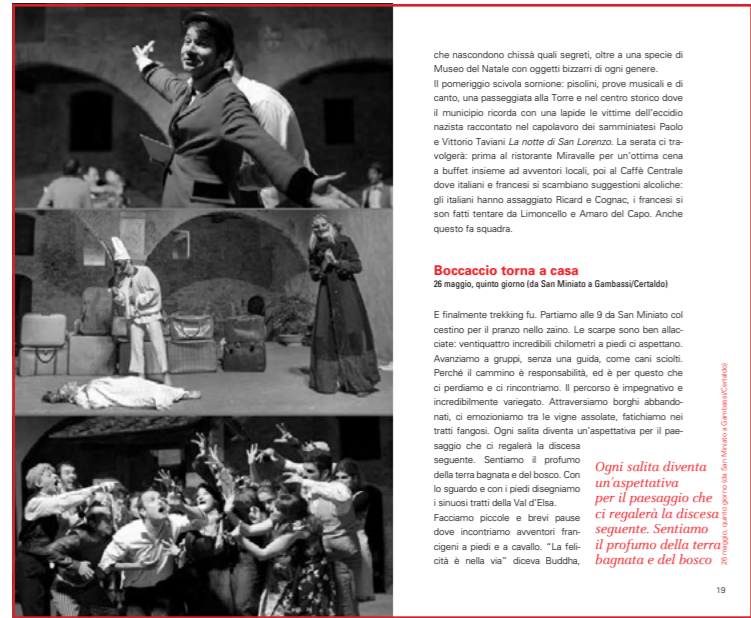 che nascondono chissà quali segreti, oltre a una specie di
Museo del Natale con oggetti bizzarri di ogni genere.
Il pomeriggio scivola sornione: pisolini, prove musicali e di
canto, una passeggiata alla Torre e nel centro storico dove
il municipio ricorda con una lapide le vittime dell'eccidio
nazista raccontato nel capolavoro dei samminiatesi Paolo
e Vittorio Taviani La notte di San Lorenzo. La serata ci tra-
volgerà: prima al ristorante Miravalle per un'ottima cena
a buffet insieme ad avventori locali, poi al Caffè Centrale
dove italiani e francesi si scambiano suggestioni alcoliche:
gli italiani hanno assaggiato Ricard e Cognac, i francesi si
son fatti tentare da Limoncello e Amaro del Capo. Anche
questo fa squadra.
Boccaccio torna a casa
26 maggio, quinto giorno (da San Miniato a Gambassi/Certaldo)
E finalmente trekking fu. Partiamo alle 9 da San Miniato col
cestino per il pranzo nello zaino. Le scarpe sono ben allac-
ciate: ventiquattro incredibili chilometri a piedi ci aspettano.
Avanziamo a gruppi, senza una guida, come cani sciolti.
Perché il cammino è responsabilità, ed è per questo che
ci perdiamo e ci rincontriamo. Il percorso è impegnativo e
incredibilmente variegato. Attraversiamo borghi abbando-
nati, ci emozioniamo tra le vigne assolate, fatichiamo nei
tratti fangosi. Ogni salita diventa un'aspettativa per il pae-
saggio che ci regalerà la discesa
seguente. Sentiamo il profumo
della terra bagnata e del bosco. Con
lo sguardo e con i piedi disegniamo
i sinuosi tratti della Val d'Elsa.
Facciamo piccole e brevi pause
dove incontriamo avventori fran-
cigeni a piedi e a cavallo. "La feli-
cità è nella via" diceva Buddha,
Ogni salita diventa
un'aspettativa
per il paesaggio che
ci regalerà la discesa
seguente. Sentiamo
il profumo della terra
bagnata e del bosco
26 maggio, quinto giorno (da San Miniato a Gambassi/Certaldo)
19